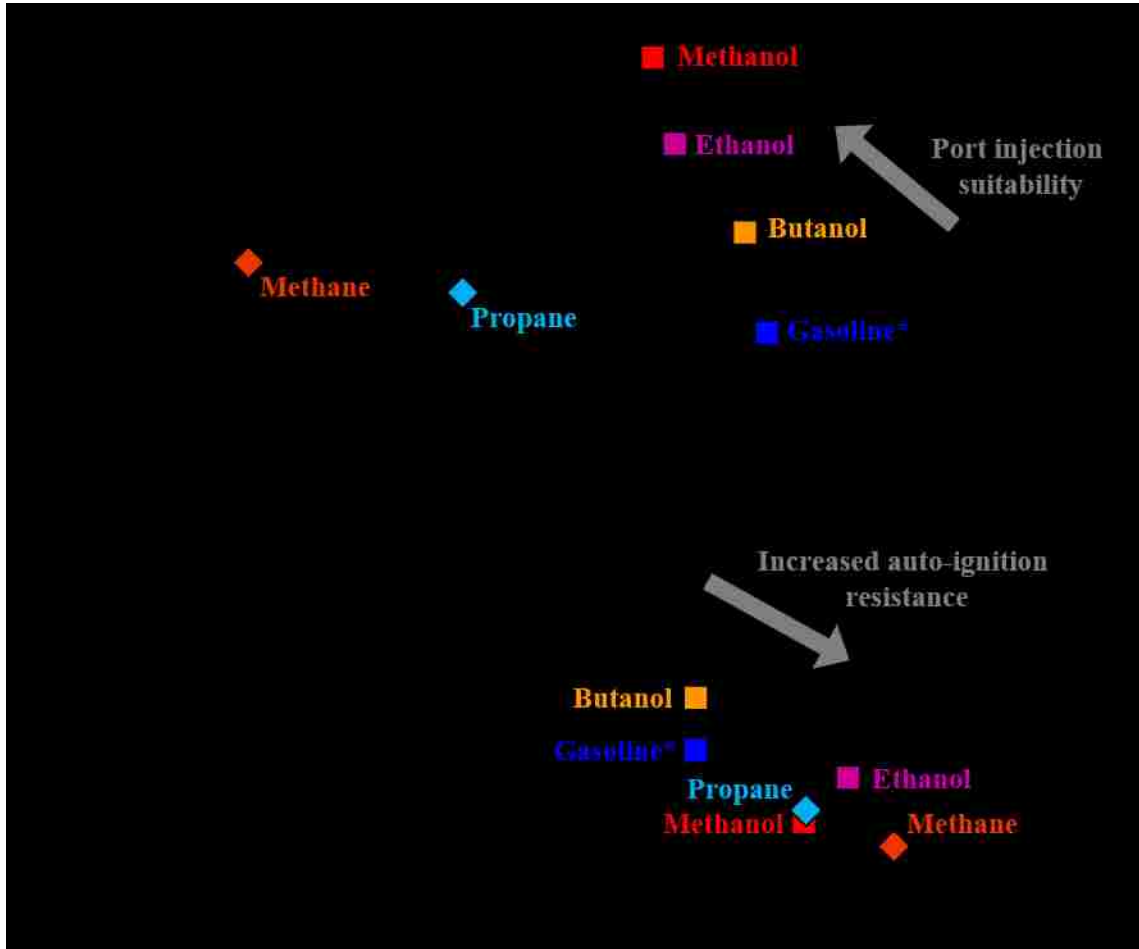 Methanol
Ethanol
Port injection
suitability
Butanol
Methane
Propane
Gasoline*
Increased auto-ignition
resistance
Butanol
Gasoline*
Ethanol
Propane
Methanol
Methane